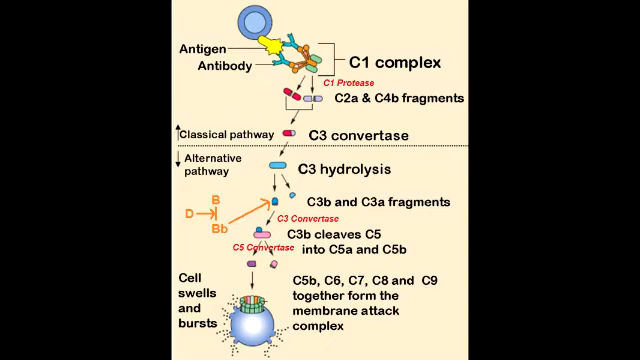 Antigen
Antibody
C1 complex
C1 Protease
C2a & C4b fragments
Classical pathway
C3 convertase
Alternative
pathway
C3 hydrolysis
B
D
Bb
C3b and C3a fragments
C3 Convertase
C3b cleaves C5
into C5a and C5b
C5 Convertase
Cell
swells
and
bursts
C5b, C6, C7, C8 and C9
together form the
membrane attack
complex